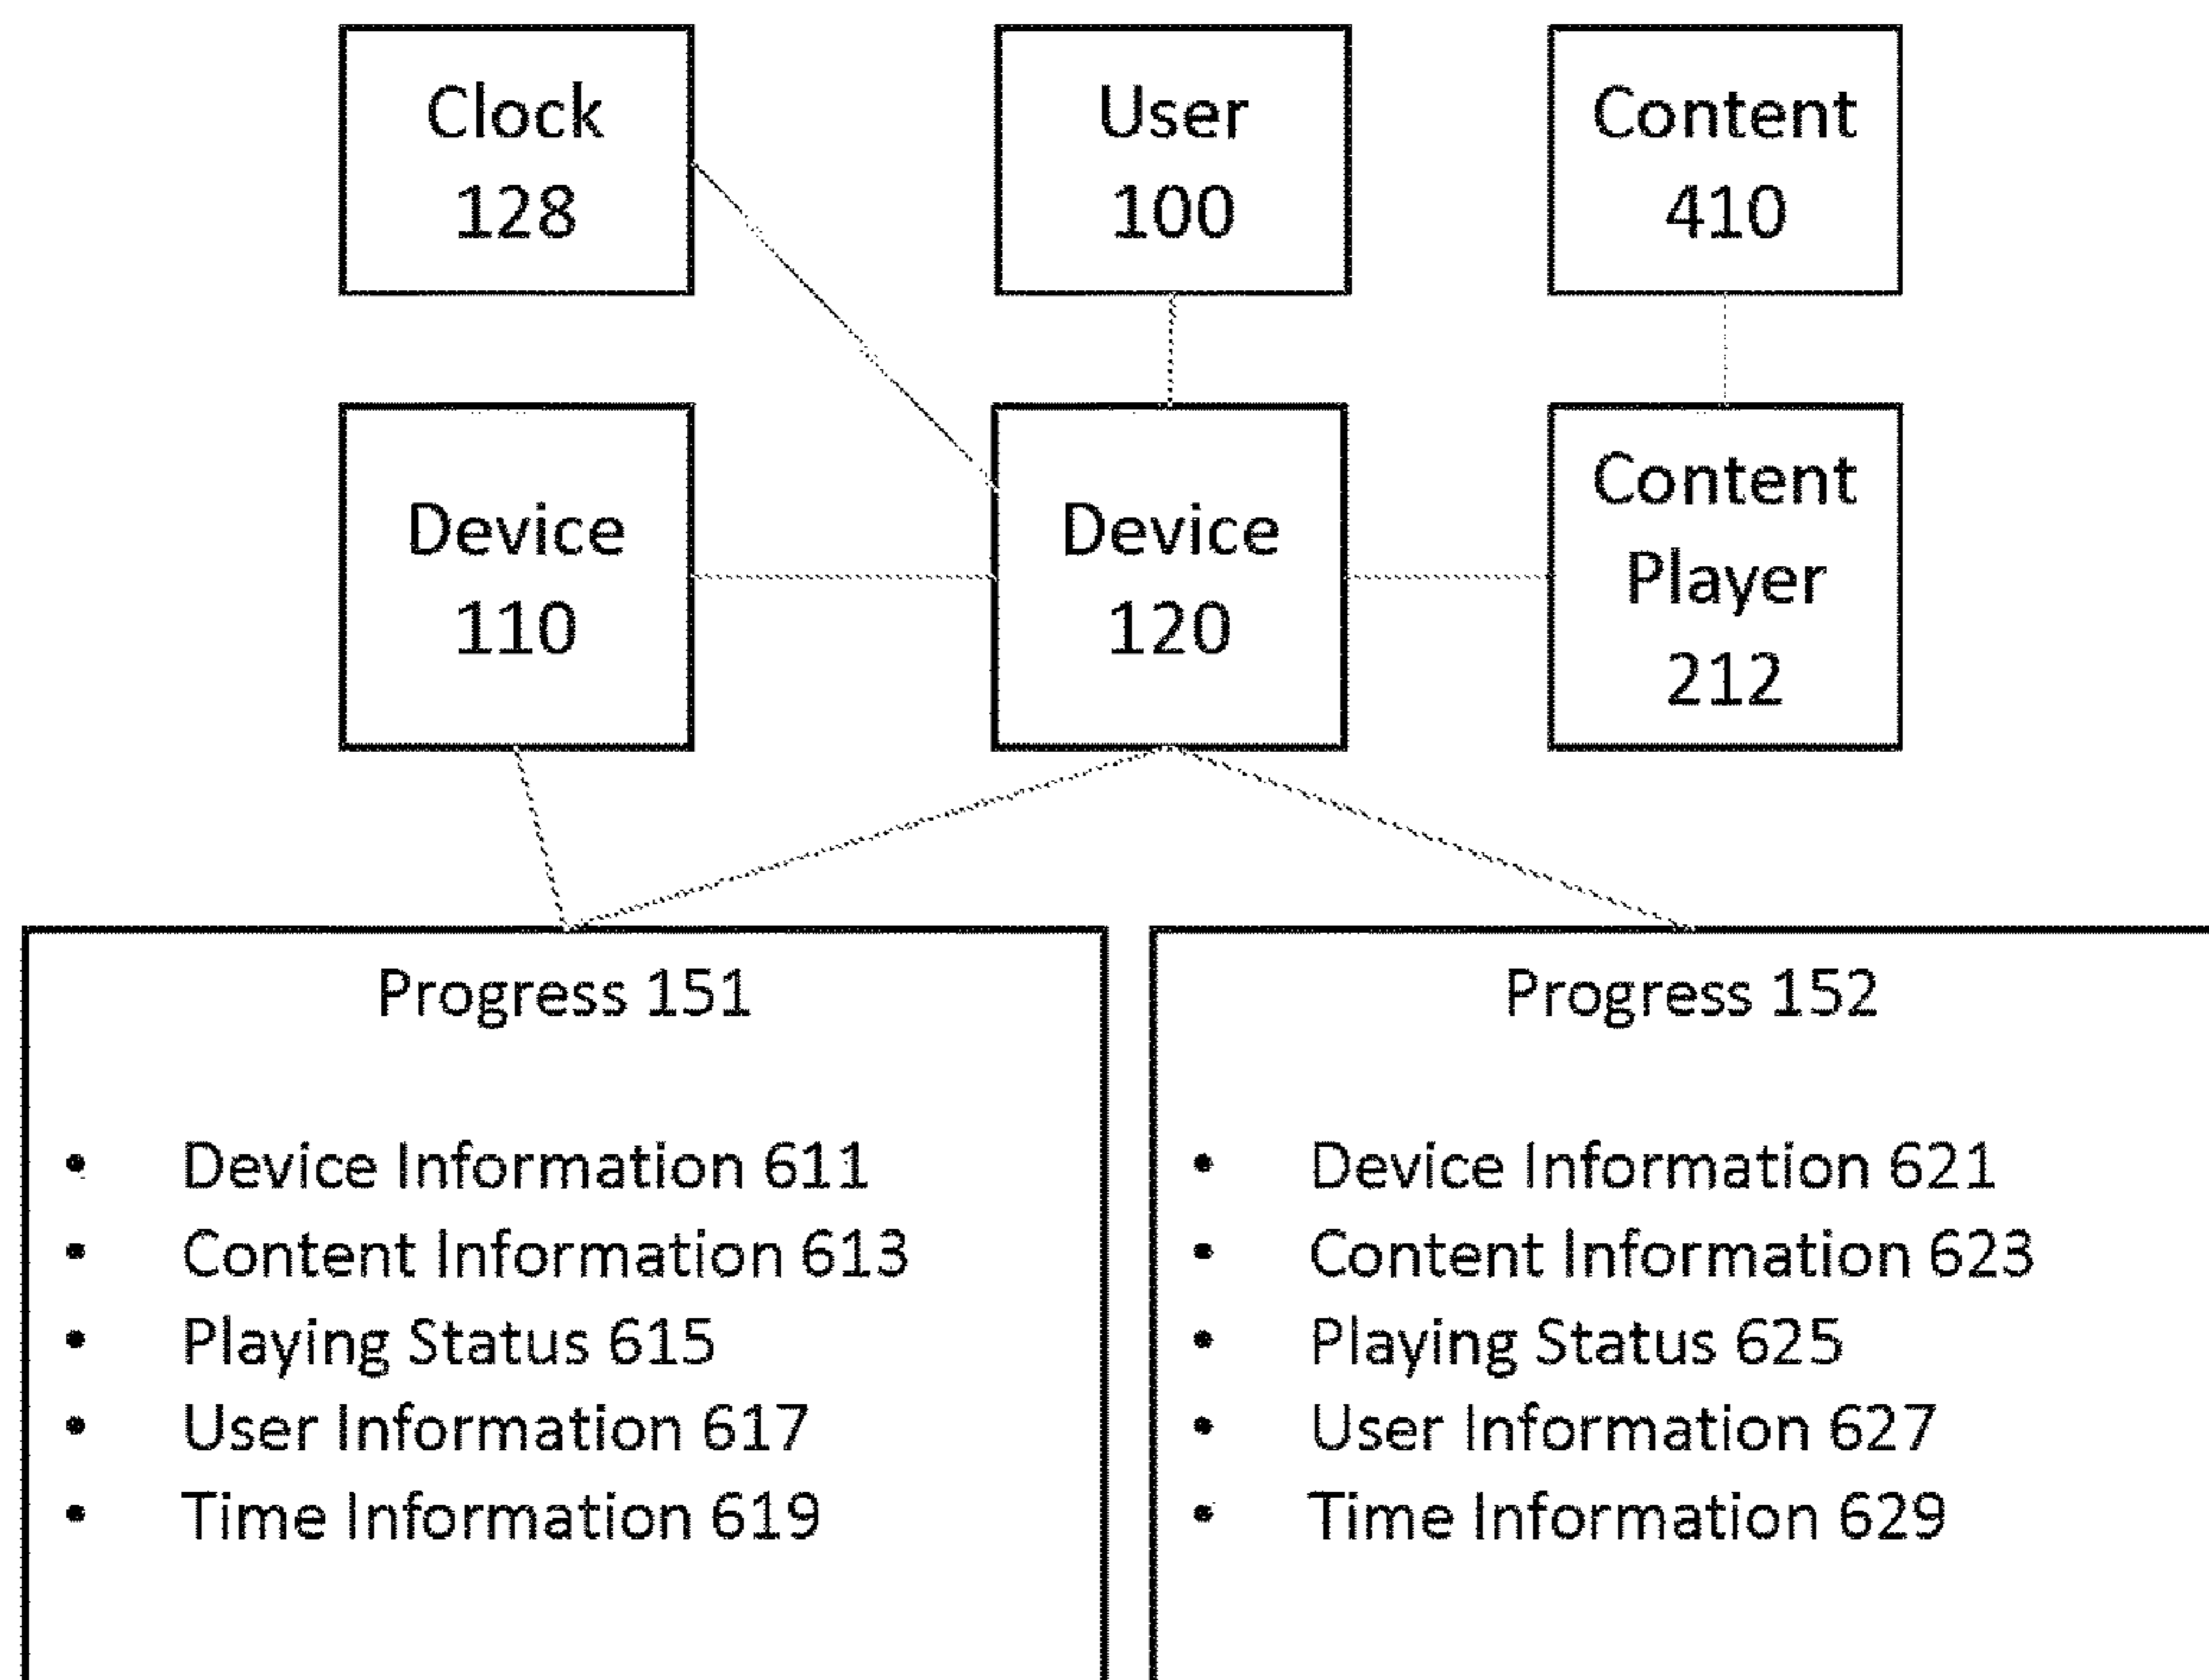 Clock
128
User
100
Content
410
Device
110
Device
120
Content
Player
212
Progress 151
• Device Information 611
• Content Information 613
• Playing Status 615
• User Information 617
• Time Information 619
Progress 152
• Device Information 621
• Content Information 623
• Playing Status 625
• User Information 627
• Time Information 629